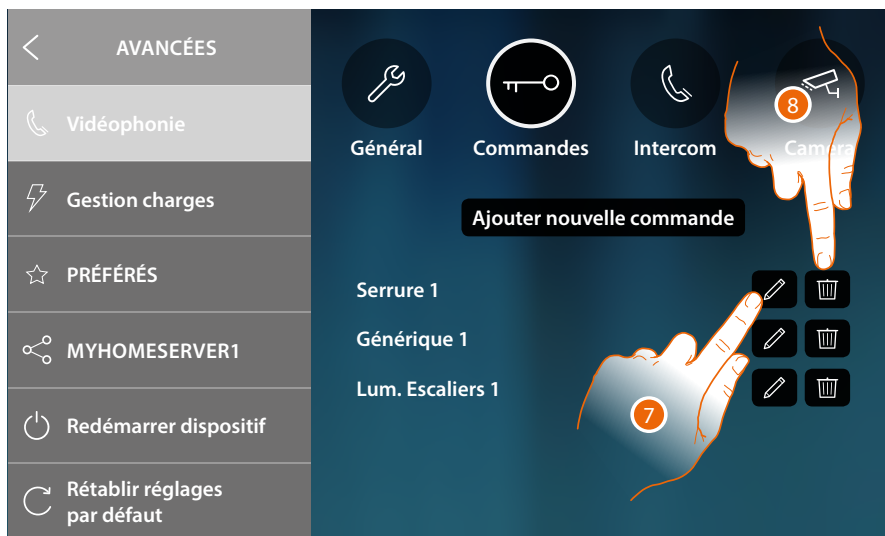 AVANCÉES
Vidéophonie
Gestion charges
PRÉFÉRÉS
MYHOMESERVER1
Redémarrer dispositif
Rétablir réglages
par défaut
Général
Commandes
Intercom
Caméra
8
Ajouter nouvelle commande
Serrure 1
Générique 1
Lum. Escaliers 1
7